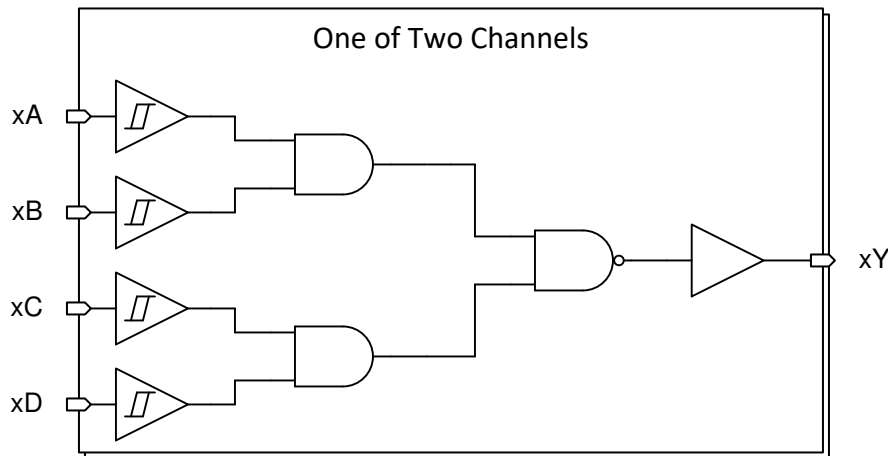 One of Two Channels
xA
xB
xY
xC
xD